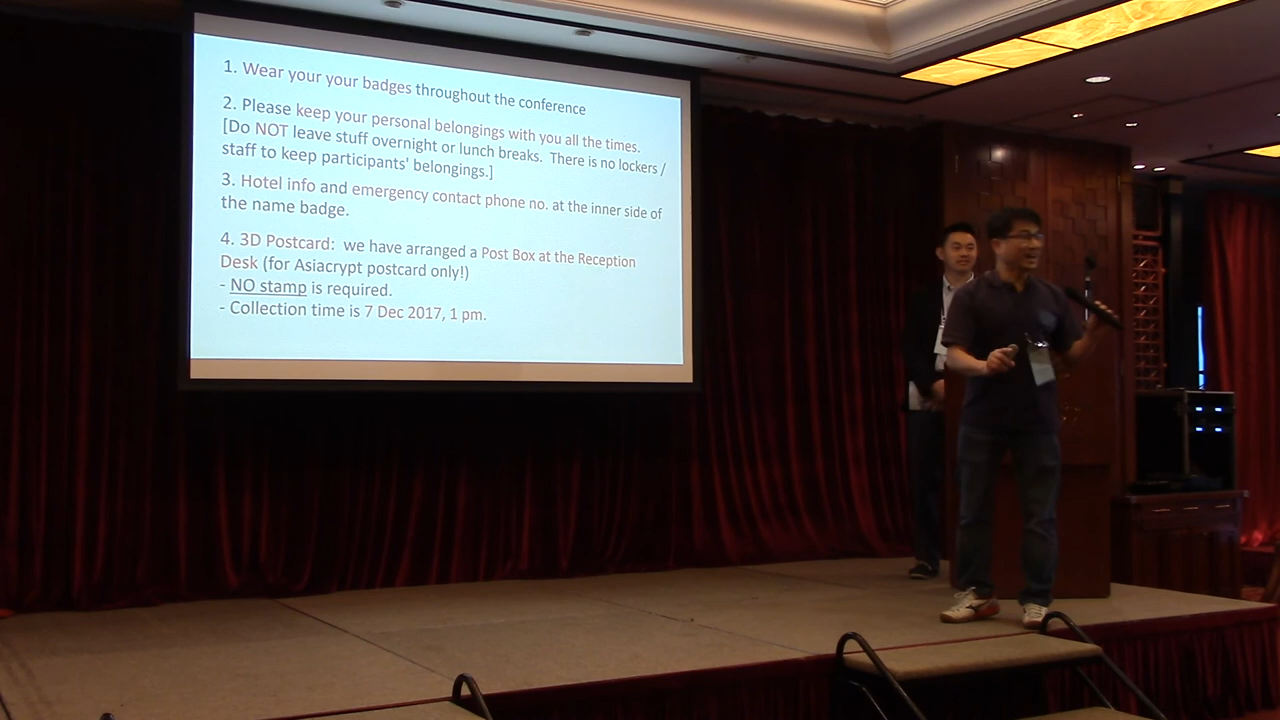 1. Wear your your badges throughout the conference
2. Please keep your personal belongings with you all the times.
[Do NOT leave stuff overnight or lunch breaks. There is no lockers /
staff to keep participants' belongings.]
3. Hotel info and emergency contact phone no. at the inner side of
the name badge.
4. 3D Postcard: we have arranged a Post Box at the Reception
Desk (for Asiacrypt postcard only!)
- NO stamp is required.
- Collection time is 7 Dec 2017, 1 pm.